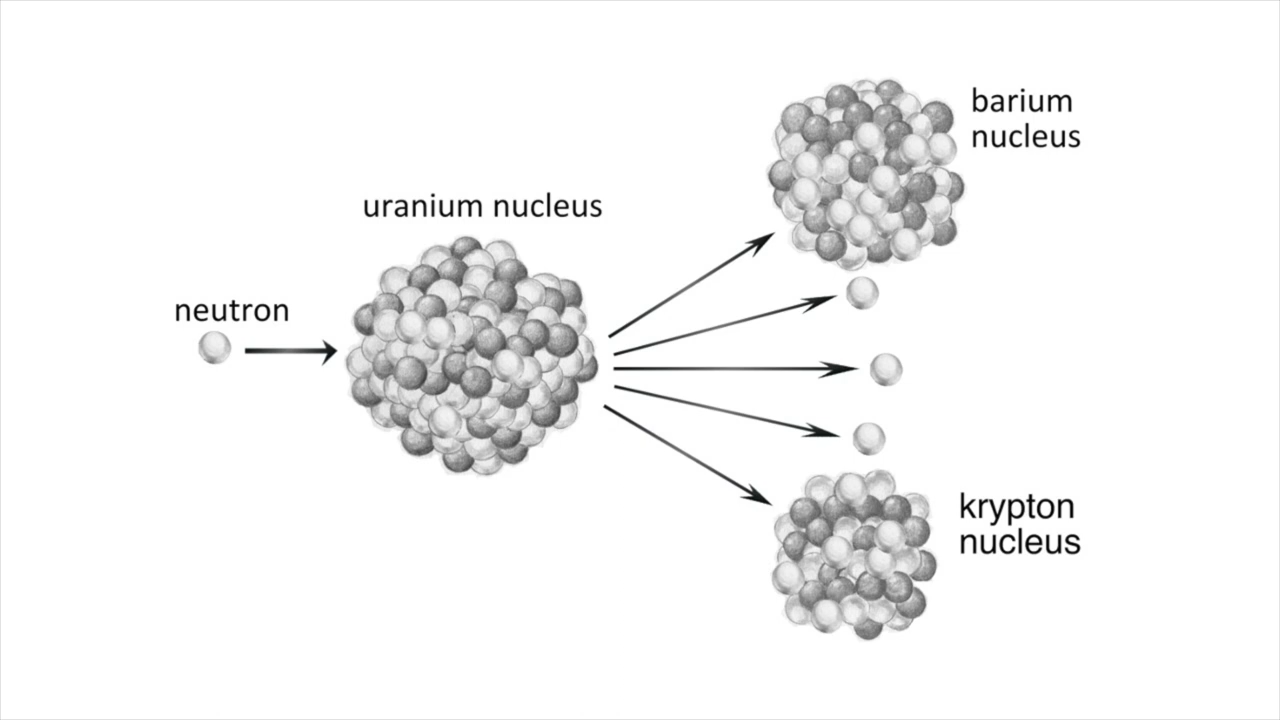 neutron
uranium nucleus
barium
nucleus
krypton
nucleus